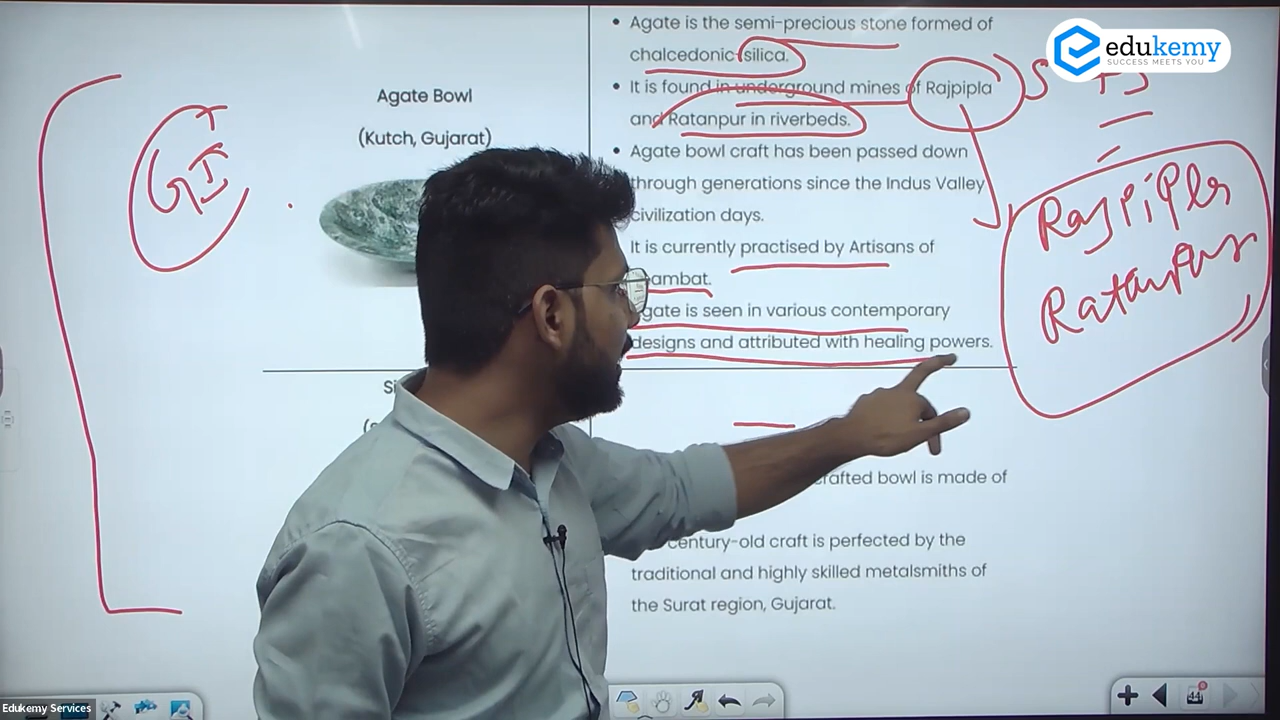 edukemy
SUCCESS MEETS YOU
GI
Agate Bowl
(Kutch, Gujarat)
• Agate is the semi-precious stone formed of
chalcedonic silica.
• It is found in underground mines of Rajpipla
and Ratanpur in riverbeds.
• Agate bowl craft has been passed down
through generations since the Indus Valley
civilization days.
It is currently practised by Artisans of
ambat.
gate is seen in various contemporary
designs and attributed with healing powers.
Rajpipla
Ratanpur
Si
crafted bowl is made of
century-old craft is perfected by the
traditional and highly skilled metalsmiths of
the Surat region, Gujarat.
Edukemy Services
44